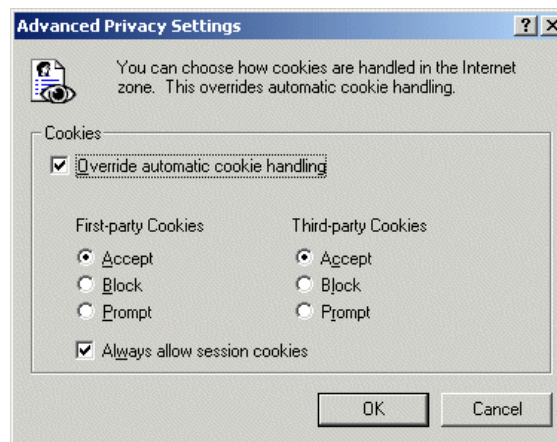 Advanced Privacy Settings
You can choose how cookies are handled in the Internet
zone. This overrides automatic cookie handling.
Cookies
Override automatic cookie handling
First-party Cookies
Third-party Cookies
Accept
Accept
Block
Block
Prompt
Prompt
Always allow session cookies
OK
Cancel